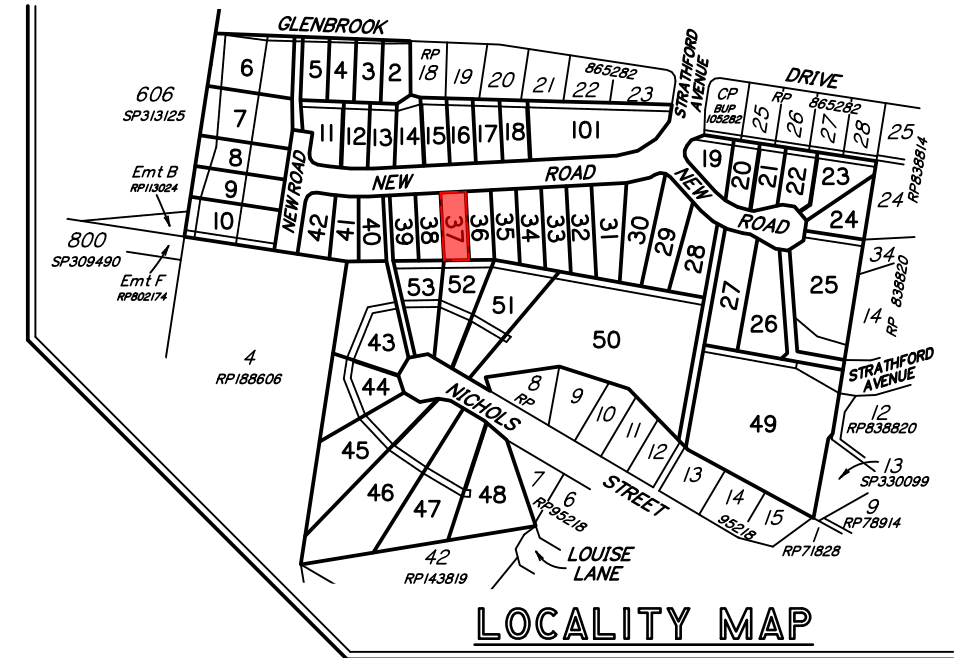 GLENBROOK
STRATHFORD
AVENUE
DRIVE
6
5
4
3
2
RP
18
19
20
21
865282
22
23
CP
BUP
105282
RP
865282
25
26
27
28
25
606
SP313125
7
11
12
13
14
15
16
17
18
101
8
9
10
Emt B
RP113024
NEW ROAD
NEW
ROAD
NEW
ROAD
19
20
21
22
23
24
RP838814
24
800
SP309490
Emt F
RP802174
42
41
40
39
38
37
36
35
34
33
32
31
30
29
28
27
26
25
34
RP 838820
14
53
52
51
50
43
44
4
RP188606
NICHOLS
STREET
8
RP
9
10
11
12
13
14
15
95218
49
STRATHFORD
AVENUE
12
RP838820
13
SP330099
9
RP78914
RP71828
45
46
47
48
7
6
RP95218
42
RP143819
LOUISE
LANE
LOCALITY MAP